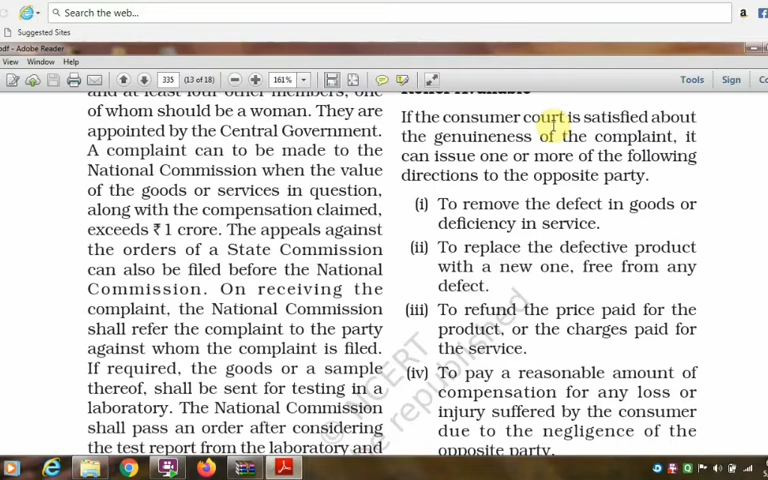 Search the web...
Suggested Sites
pdf - Adobe Reader
View Window Help
335 (13 of 18) 161% Tools Sign
and at least four other members, one
of whom should be a woman. They are
appointed by the Central Government.
A complaint can to be made to the
National Commission when the value
of the goods or services in question,
along with the compensation claimed,
exceeds ₹ 1 crore. The appeals against
the orders of a State Commission
can also be filed before the National
Commission. On receiving the
complaint, the National Commission
shall refer the complaint to the party
against whom the complaint is filed.
If required, the goods or a sample
thereof, shall be sent for testing in a
laboratory. The National Commission
shall pass an order after considering
the test report from the laboratory and
If the consumer court is satisfied about
the genuineness of the complaint, it
can issue one or more of the following
directions to the opposite party.
(i) To remove the defect in goods or
deficiency in service.
(ii) To replace the defective product
with a new one, free from any
defect.
(iii) To refund the price paid for the
product, or the charges paid for
the service.
(iv) To pay a reasonable amount of
compensation for any loss or
injury suffered by the consumer
due to the negligence of the
opposite party.
© NCERT
be republished